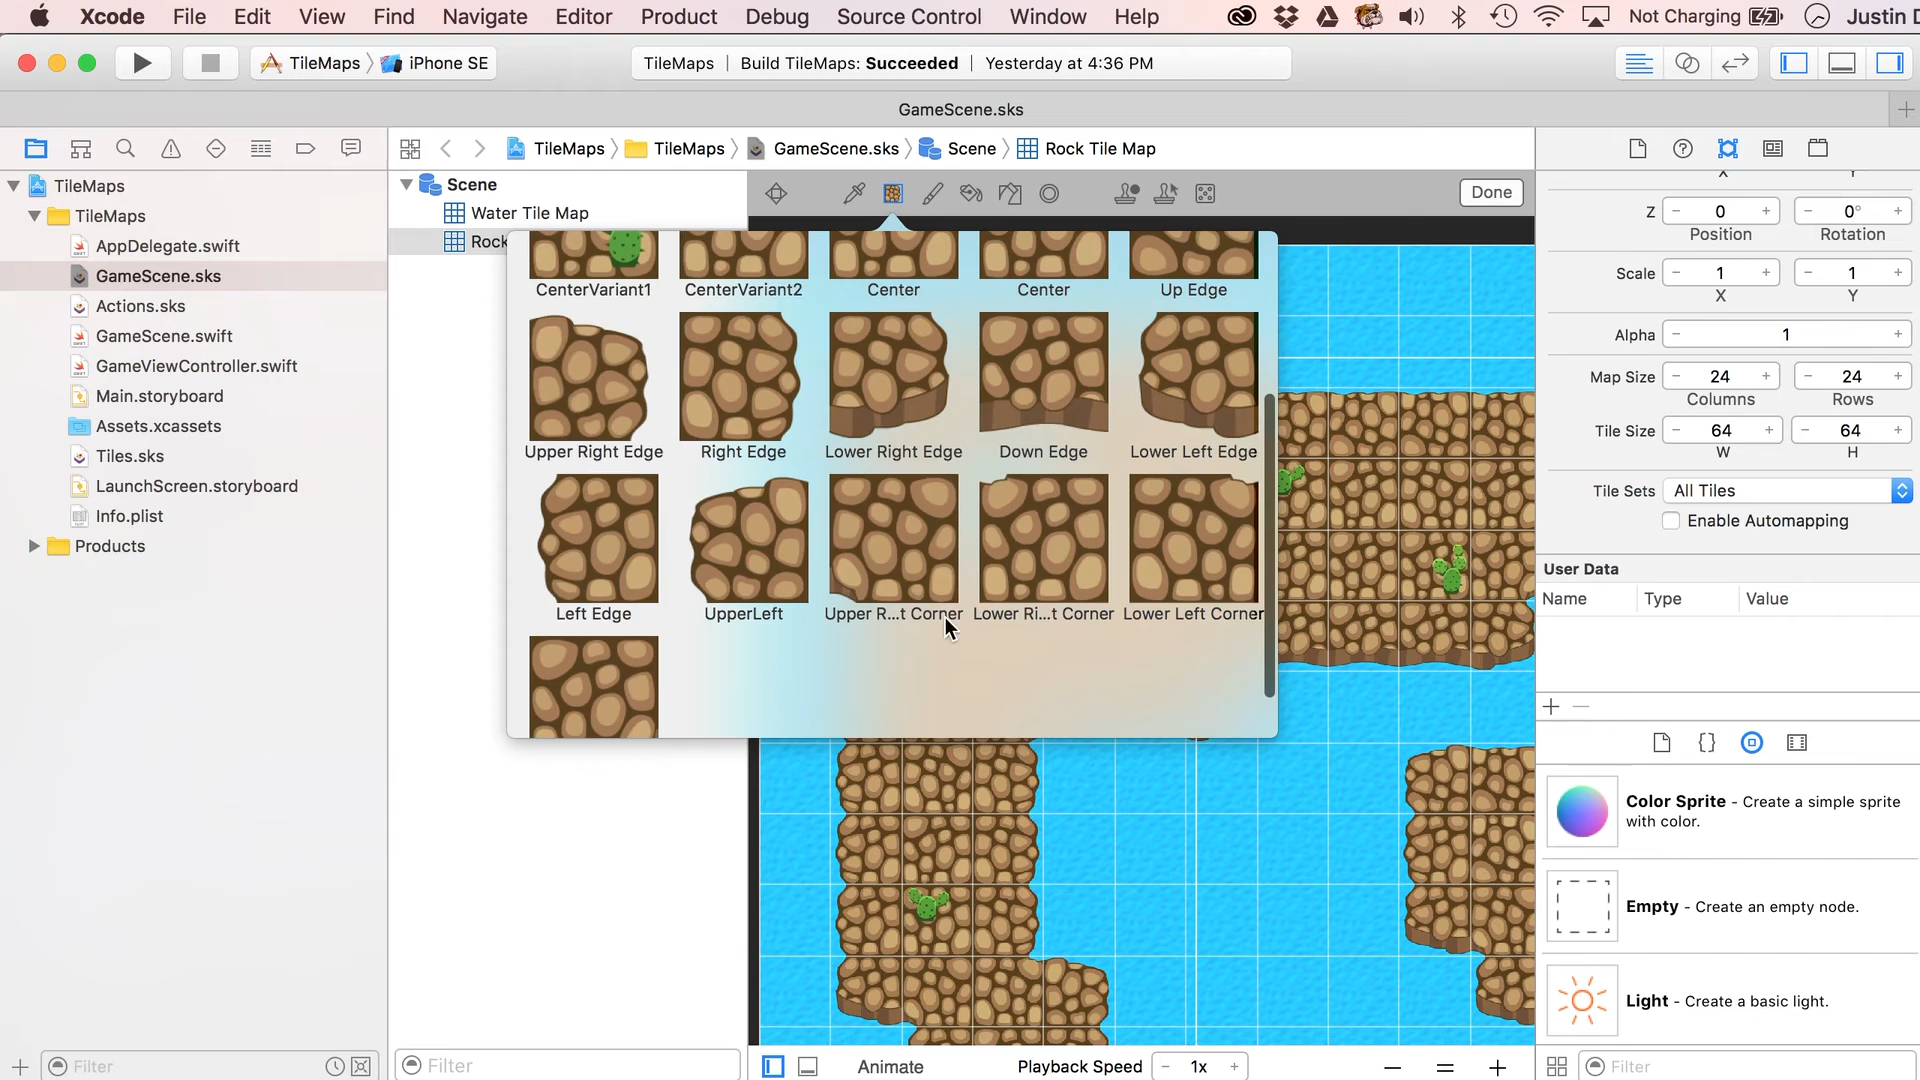 Xcode File Edit View Find Navigate Editor Product Debug Source Control Window Help Not Charging Justin D
TileMaps iPhone SE TileMaps | Build TileMaps: Succeeded | Yesterday at 4:36 PM
GameScene.sks
TileMaps TileMaps GameScene.sks Scene Rock Tile Map
TileMaps
TileMaps
AppDelegate.swift
GameScene.sks
Actions.sks
GameScene.swift
GameViewController.swift
Main.storyboard
Assets.xcassets
Tiles.sks
LaunchScreen.storyboard
Info.plist
Products
Filter
Scene
Water Tile Map
Rock
Filter
Done
CenterVariant1 CenterVariant2 Center Center Up Edge
Upper Right Edge Right Edge Lower Right Edge Down Edge Lower Left Edge
Left Edge UpperLeft Upper R...t Corner Lower Ri...t Corner Lower Left Corner
Animate Playback Speed - 1x +
X Y
Z - 0 + - 0° +
Position Rotation
Scale - 1 + - 1 +
X Y
Alpha - 1 +
Map Size - 24 + - 24 +
Columns Rows
Tile Size - 64 + - 64 +
W H
Tile Sets All Tiles
Enable Automapping
User Data
Name Type Value
Color Sprite - Create a simple sprite
with color.
Empty - Create an empty node.
Light - Create a basic light.
Filter